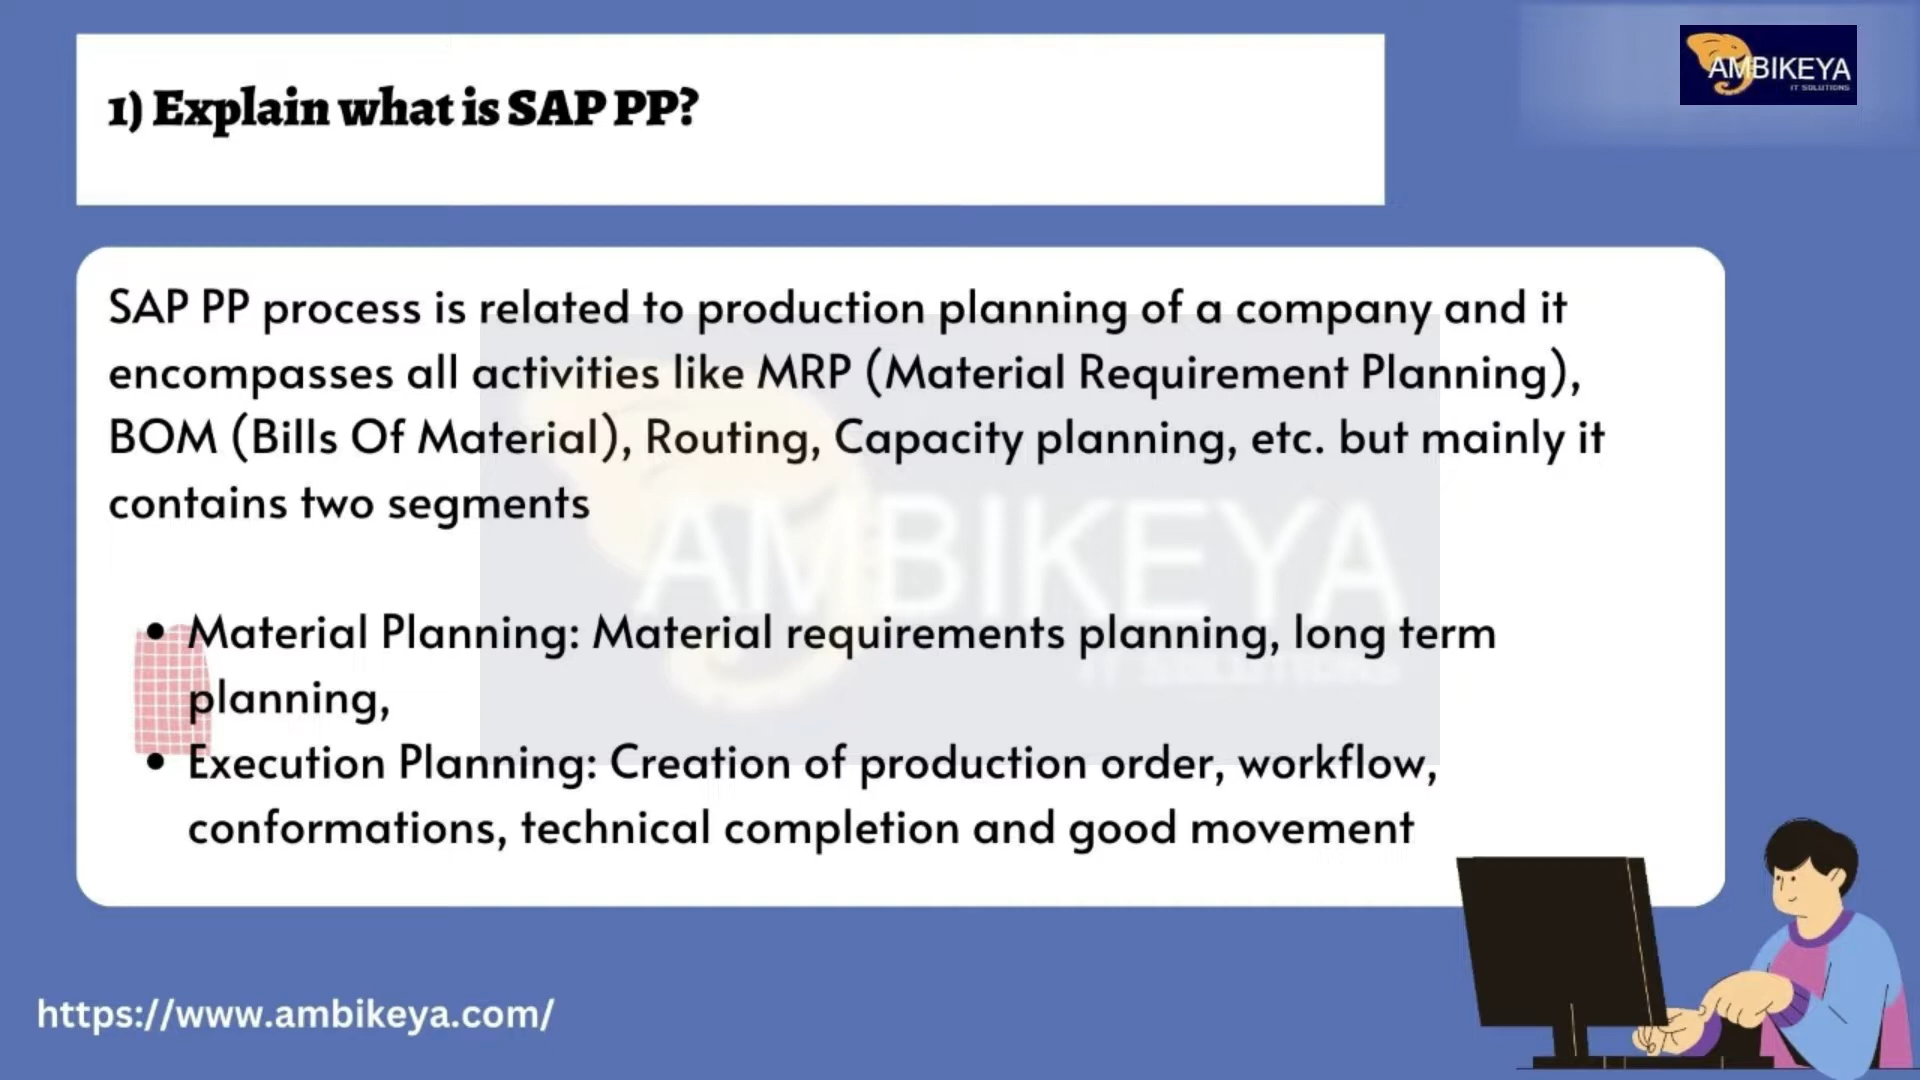 1) Explain what is SAP PP?
AMBIKEYA
IT SOLUTIONS
SAP PP process is related to production planning of a company and it
encompasses all activities like MRP (Material Requirement Planning),
BOM (Bills Of Material), Routing, Capacity planning, etc. but mainly it
contains two segments
AMBIKEYA
IT SOLUTIONS
• Material Planning: Material requirements planning, long term
planning,
• Execution Planning: Creation of production order, workflow,
conformations, technical completion and good movement
https://www.ambikeya.com/